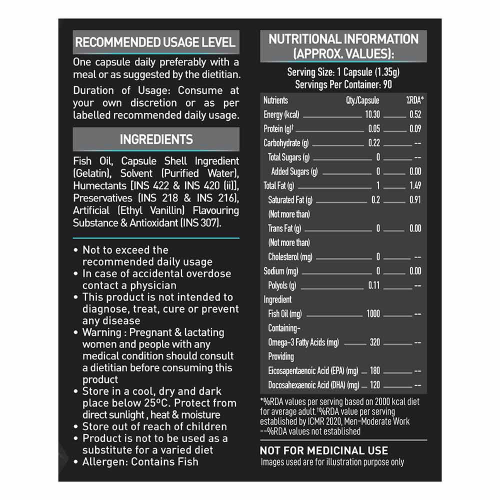 RECOMMENDED USAGE LEVEL
One capsule daily preferably with a
meal or as suggested by the dietitian.
Duration of Usage: Consume at
your own discretion or as per
labelled recommended daily usage.
INGREDIENTS
Fish Oil, Capsule Shell Ingredient
(Gelatin), Solvent (Purified Water),
Humectants [INS 422 & INS 420 (ii)],
Preservatives (INS 218 & INS 216),
Artificial (Ethyl Vanillin) Flavouring
Substance & Antioxidant (INS 307).
• Not to exceed the
recommended daily usage
• In case of accidental overdose
contact a physician
• This product is not intended to
diagnose, treat, cure or prevent
any disease
• Warning : Pregnant & lactating
women and people with any
medical condition should consult
a dietitian before consuming this
product
• Store in a cool, dry and dark
place below 25°C. Protect from
direct sunlight , heat & moisture
• Store out of reach of children
• Product is not to be used as a
substitute for a varied diet
• Allergen: Contains Fish
NUTRITIONAL INFORMATION
(APPROX. VALUES):
Serving Size: 1 Capsule (1.35g)
Servings Per Container: 90
Nutrients Qty./Capsule %RDA*
Energy (kcal) 10.30 0.52
Protein (g)¹ 0.05 0.09
Carbohydrate (g) 0.22 --
Total Sugars (g) 0 --
Added Sugars (g) 0 0.00
Total Fat (g) 1 1.49
Saturated Fat (g) 0.2 0.91
(Not more than)
Trans Fat (g) 0 0.00
(Not more than)
Cholesterol (mg) 0 --
Sodium (mg) 0 0.00
Polyols (g) 0.11 --
Ingredient
Fish Oil (mg) 1000 --
Containing-
Omega-3 Fatty Acids (mg) 320 --
Providing
Eicosapentaenoic Acid (EPA) (mg) 180 --
Docosahexaenoic Acid (DHA) (mg) 120 --
*%RDA values per serving based on 2000 kcal diet
for average adult.¹%RDA value per serving
established by ICMR 2020, Men-Moderate Work
--%RDA values not established
NOT FOR MEDICINAL USE
Images used are for illustration purpose only